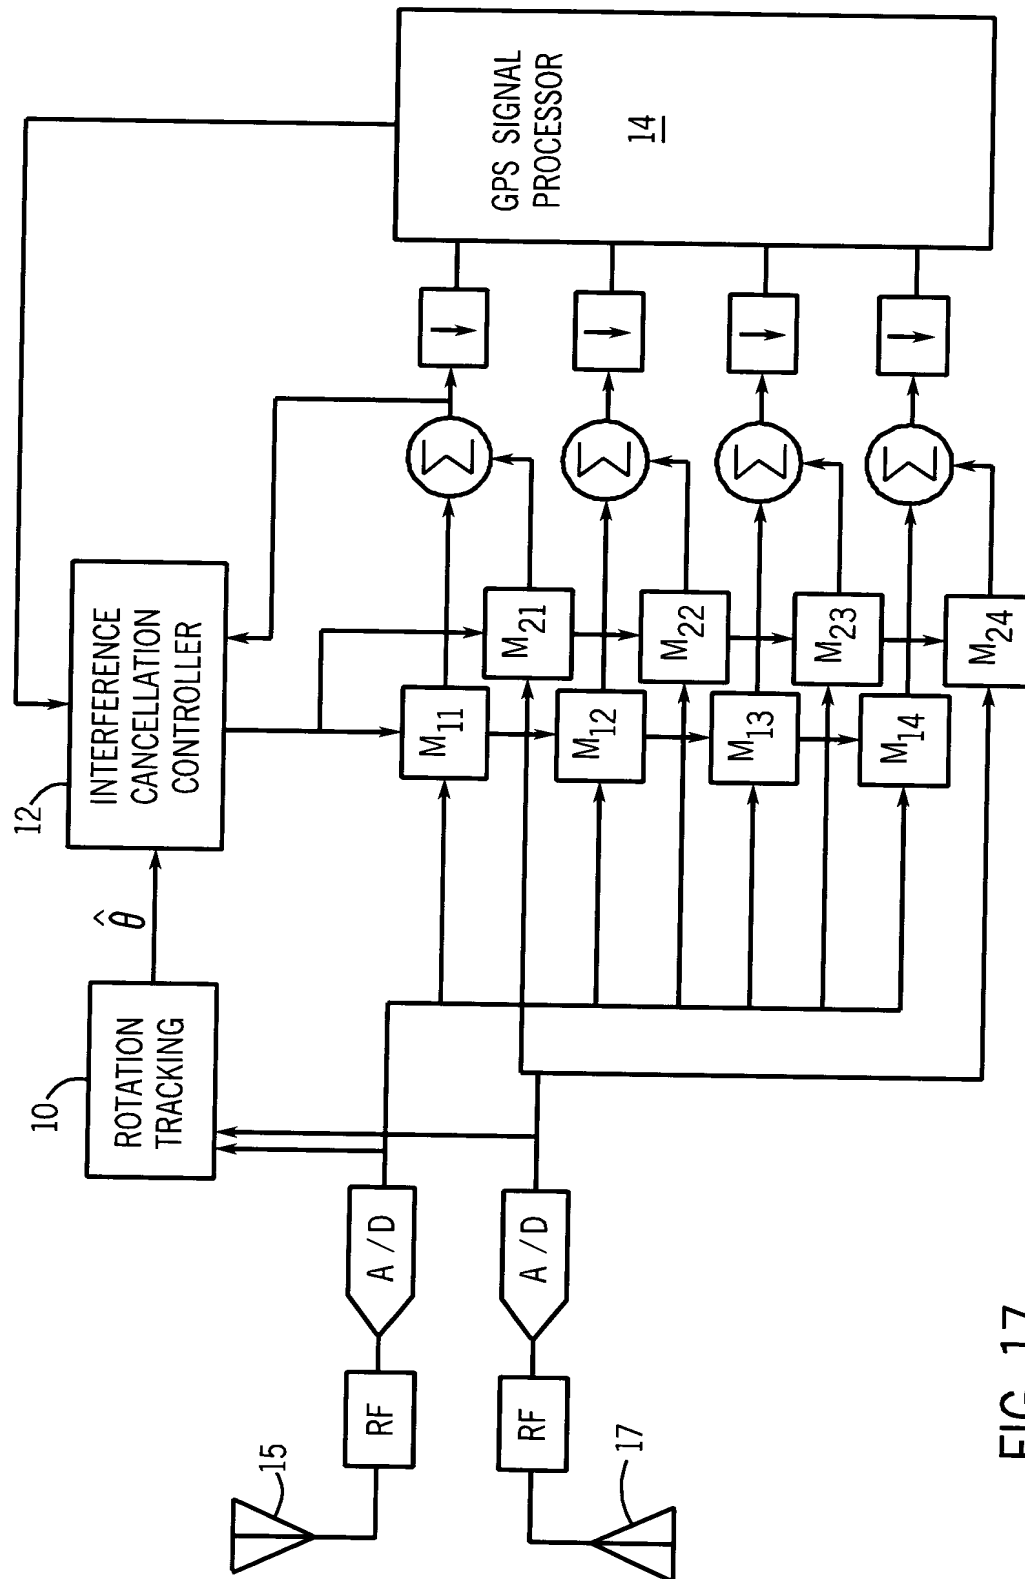 15
17
RF
RF
A/D
A/D
10
ROTATION
TRACKING
θ̂
12
INTERFERENCE
CANCELLATION
CONTROLLER
M11
M21
M12
M22
M13
M23
M14
M24
Σ
Σ
Σ
Σ
GPS SIGNAL
PROCESSOR
14
FIG. 17